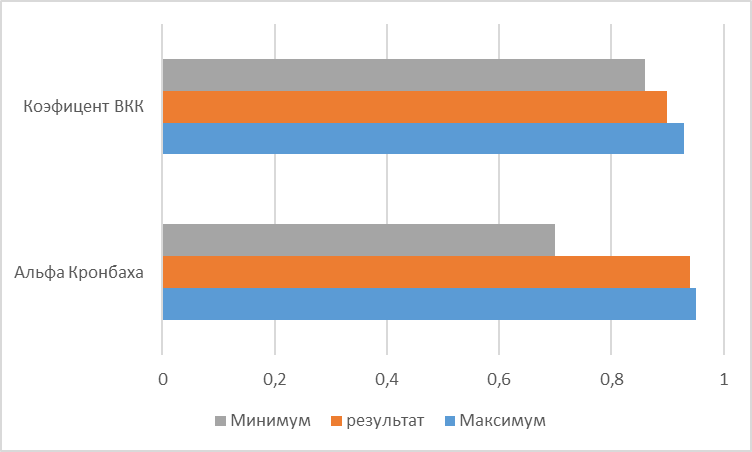 Коэфицент ВКК
Альфа Кронбаха
0 0,2 0,4 0,6 0,8 1
Минимум результат Максимум